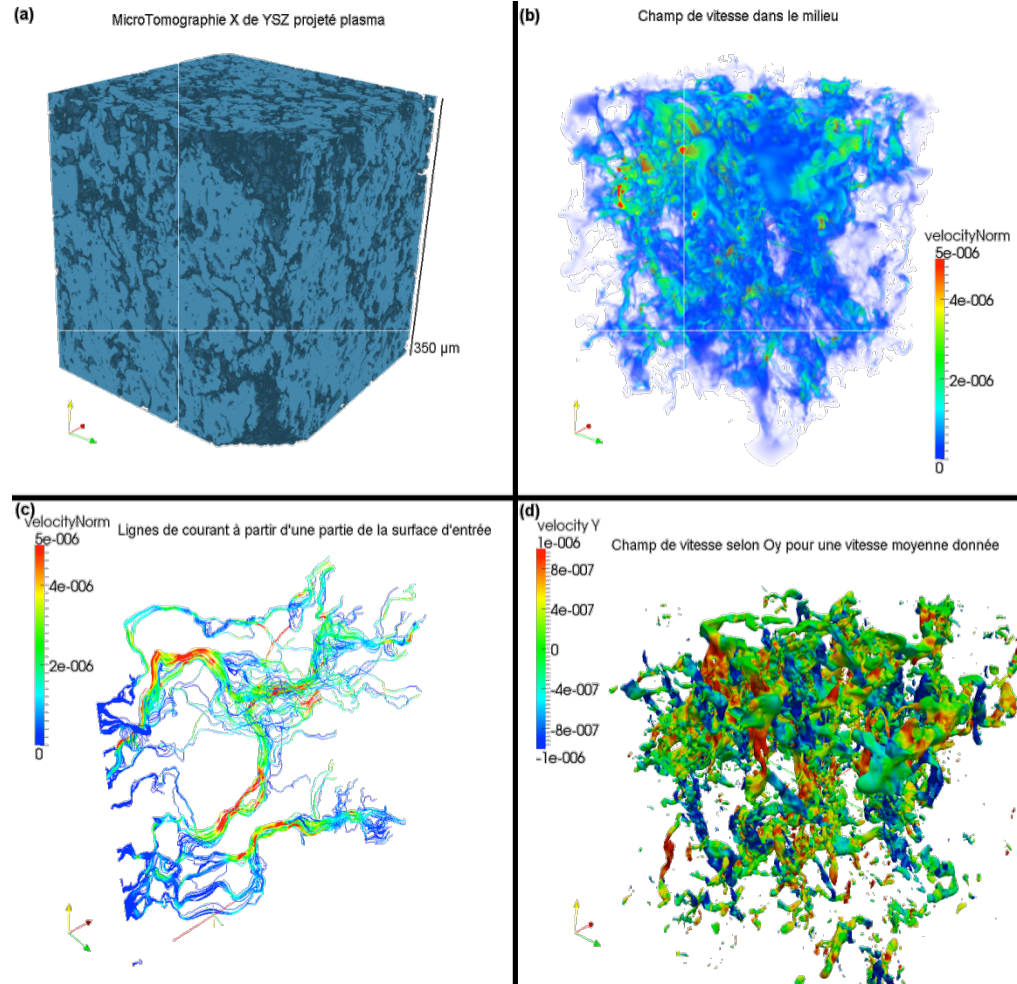 (a)
MicroTomographie X de YSZ projeté plasma
350 µm
(b)
Champ de vitesse dans le milieu
velocityNorm
5e-006
4e-006
2e-006
0
(c)
velocityNorm
5e-006
Lignes de courant à partir d'une partie de la surface d'entrée
4e-006
2e-006
0
(d)
velocity Y
1e-006
Champ de vitesse selon Oy pour une vitesse moyenne donnée
8e-007
4e-007
0
-4e-007
-8e-007
-1e-006